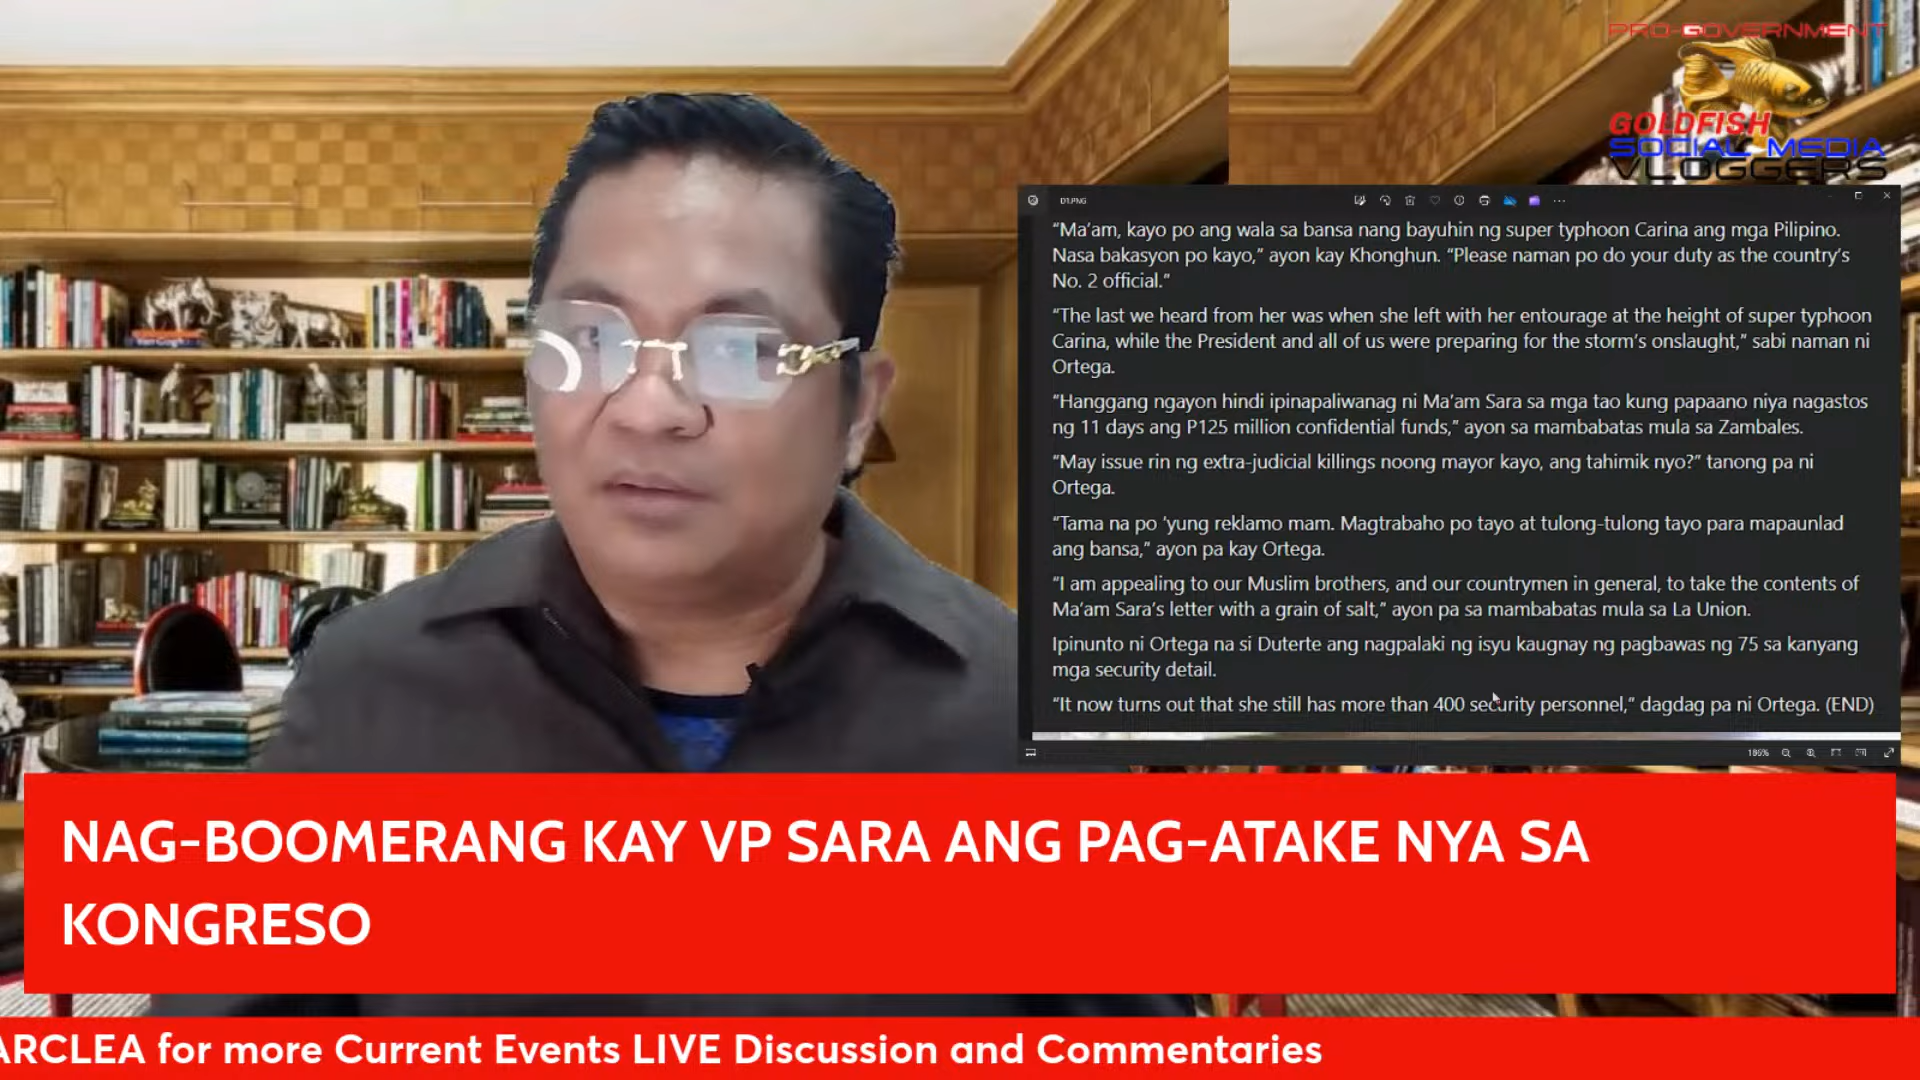 PRO-GOVERNMENT
GOLDFISH
SOCIAL MEDIA
VLOGGERS
D1.PNG
“Ma’am, kayo po ang wala sa bansa nang bayuhin ng super typhoon Carina ang mga Pilipino.
Nasa bakasyon po kayo,” ayon kay Khonghun. “Please naman po do your duty as the country’s
No. 2 official.”
“The last we heard from her was when she left with her entourage at the height of super typhoon
Carina, while the President and all of us were preparing for the storm’s onslaught,” sabi naman ni
Ortega.
“Hanggang ngayon hindi ipinapaliwanag ni Ma’am Sara sa mga tao kung papaano niya nagastos
ng 11 days ang P125 million confidential funds,” ayon sa mambabatas mula sa Zambales.
“May issue rin ng extra-judicial killings noong mayor kayo, ang tahimik nyo?” tanong pa ni
Ortega.
“Tama na po ’yung reklamo mam. Magtrabaho po tayo at tulong-tulong tayo para mapaunlad
ang bansa,” ayon pa kay Ortega.
“I am appealing to our Muslim brothers, and our countrymen in general, to take the contents of
Ma’am Sara’s letter with a grain of salt,” ayon pa sa mambabatas mula sa La Union.
Ipinunto ni Ortega na si Duterte ang nagpalaki ng isyu kaugnay ng pagbawas ng 75 sa kanyang
mga security detail.
“It now turns out that she still has more than 400 security personnel,” dagdag pa ni Ortega. (END)
186%
NAG-BOOMERANG KAY VP SARA ANG PAG-ATAKE NYA SA
KONGRESO
ARCLEA for more Current Events LIVE Discussion and Commentaries